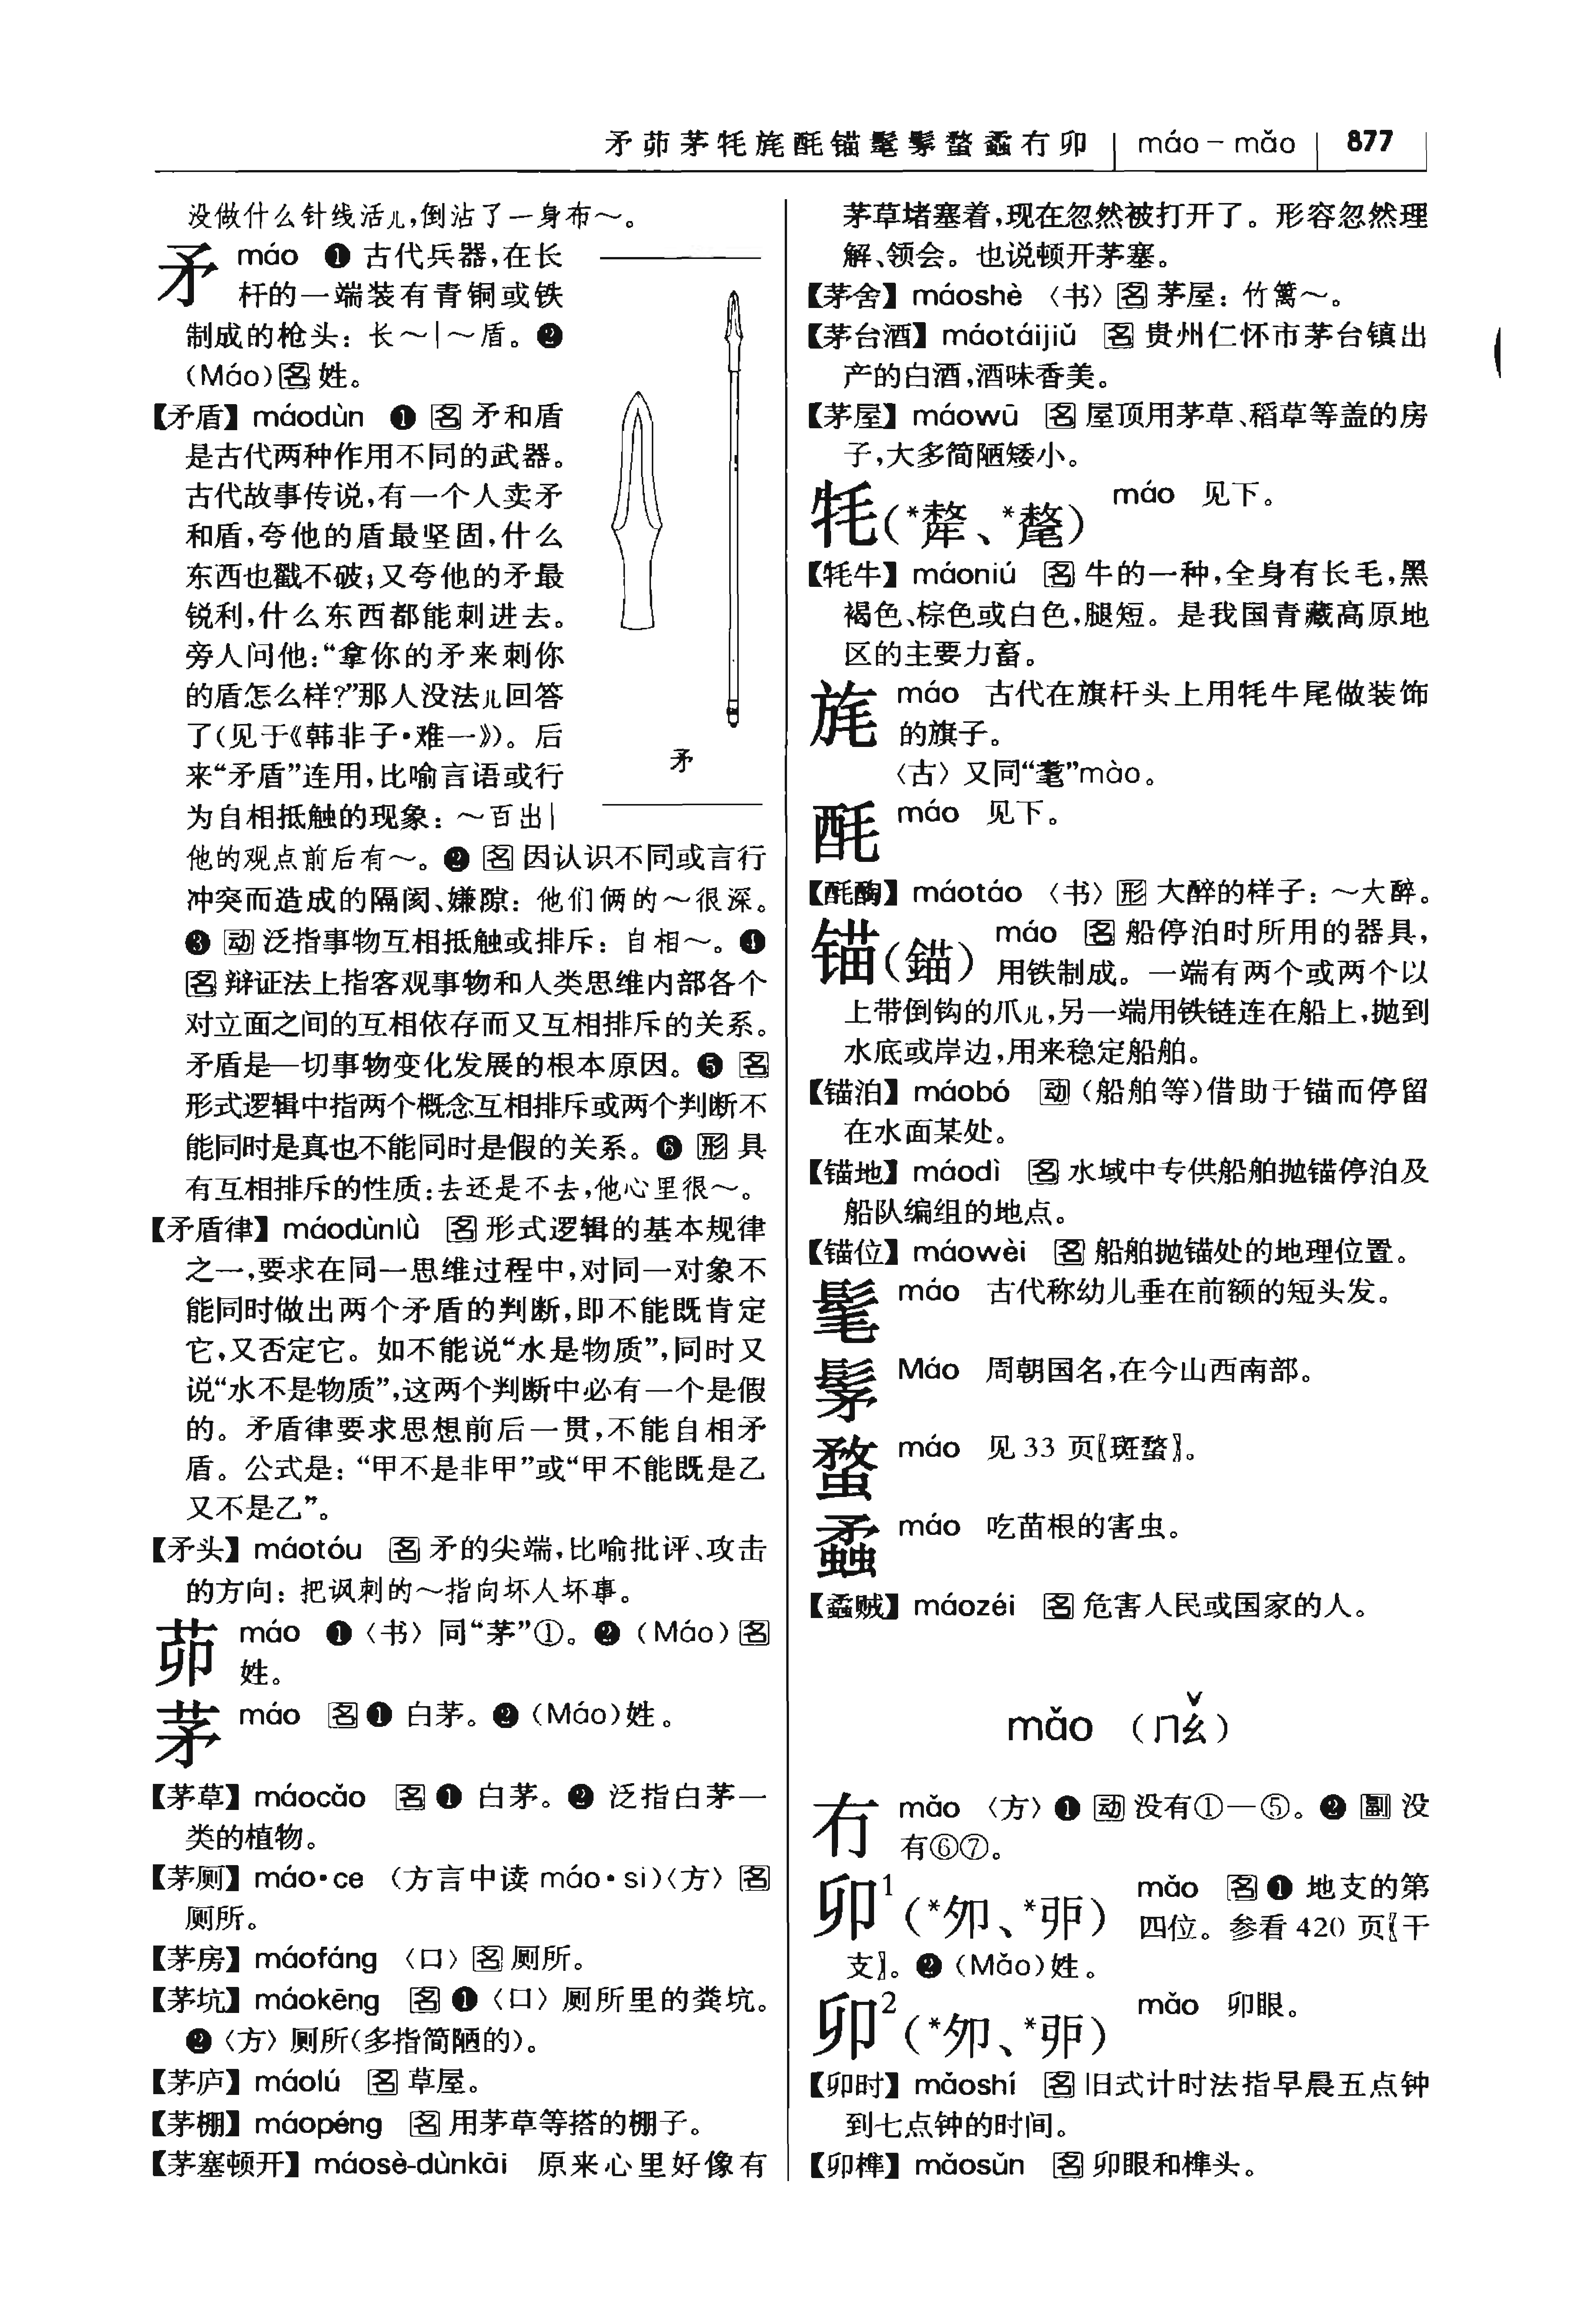 矛茆茅牦旄酕锚髦髳蝥蟊冇卯 máo－mǎo 877
没做什么针线活儿,倒沾了一身布～。
矛 máo ❶ 古代兵器,在长
杆的一端装有青铜或铁
制成的枪头：长～|～盾。❷
(Máo)名 姓。
【矛盾】máodùn ❶ 名 矛和盾
是古代两种作用不同的武器。
古代故事传说,有一个人卖矛
和盾,夸他的盾最坚固,什么
东西也戳不破;又夸他的矛最
锐利,什么东西都能刺进去。
旁人问他:“拿你的矛来刺你
的盾怎么样?”那人没法儿回答
了(见于《韩非子·难一》)。后
来“矛盾”连用,比喻言语或行
为自相抵触的现象：～百出|
他的观点前后有～。❷ 名 因认识不同或言行
冲突而造成的隔阂、嫌隙：他们俩的～很深。
❸ 动 泛指事物互相抵触或排斥：自相～。❹
名 辩证法上指客观事物和人类思维内部各个
对立面之间的互相依存而又互相排斥的关系。
矛盾是一切事物变化发展的根本原因。❺ 名
形式逻辑中指两个概念互相排斥或两个判断不
能同时是真也不能同时是假的关系。❻ 形 具
有互相排斥的性质:去还是不去,他心里很～。
矛
【矛盾律】máodùnlǜ 名 形式逻辑的基本规律
之一,要求在同一思维过程中,对同一对象不
能同时做出两个矛盾的判断,即不能既肯定
它,又否定它。如不能说“水是物质”,同时又
说“水不是物质”,这两个判断中必有一个是假
的。矛盾律要求思想前后一贯,不能自相矛
盾。公式是：“甲不是非甲”或“甲不能既是乙
又不是乙”。
【矛头】máotóu 名 矛的尖端,比喻批评、攻击
的方向：把讽刺的～指向坏人坏事。
茆 máo ❶〈书〉同“茅”①。❷（Máo）名
姓。
茅 máo 名 ❶ 白茅。❷（Máo)姓。
【茅草】máocǎo 名 ❶ 白茅。❷ 泛指白茅一
类的植物。
【茅厕】máo·ce （方言中读 máo·si)〈方〉名
厕所。
【茅房】máofáng 〈口〉名 厕所。
【茅坑】máokēng 名 ❶〈口〉厕所里的粪坑。
❷〈方〉厕所(多指简陋的)。
【茅庐】máolú 名 草屋。
【茅棚】máopéng 名 用茅草等搭的棚子。
【茅塞顿开】máosè-dùnkāi 原来心里好像有
茅草堵塞着,现在忽然被打开了。形容忽然理
解、领会。也说顿开茅塞。
【茅舍】máoshè 〈书〉名 茅屋：竹篱～。
【茅台酒】máotáijiǔ 名 贵州仁怀市茅台镇出
产的白酒,酒味香美。
【茅屋】máowū 名 屋顶用茅草、稻草等盖的房
子,大多简陋矮小。
牦(*犛、*氂) máo 见下。
【牦牛】máoniú 名 牛的一种,全身有长毛,黑
褐色、棕色或白色,腿短。是我国青藏高原地
区的主要力畜。
旄 máo 古代在旗杆头上用牦牛尾做装饰
的旗子。
〈古〉又同“耄”mào。
酕 máo 见下。
【酕醄】máotáo 〈书〉形 大醉的样子：～大醉。
锚(錨) máo 名 船停泊时所用的器具,
用铁制成。一端有两个或两个以
上带倒钩的爪儿,另一端用铁链连在船上,抛到
水底或岸边,用来稳定船舶。
【锚泊】máobó 动（船舶等)借助于锚而停留
在水面某处。
【锚地】máodì 名 水域中专供船舶抛锚停泊及
船队编组的地点。
【锚位】máowèi 名 船舶抛锚处的地理位置。
髦 máo 古代称幼儿垂在前额的短头发。
髳 Máo 周朝国名,在今山西南部。
蝥 máo 见 33 页〖斑蝥〗。
蟊 máo 吃苗根的害虫。
【蟊贼】máozéi 名 危害人民或国家的人。
mǎo （ㄇㄠˇ）
冇 mǎo 〈方〉❶ 动 没有①—⑤。❷ 副 没
有⑥⑦。
卯¹(*夘、*戼) mǎo 名 ❶ 地支的第
四位。参看 420 页〖干
支〗。❷（Mǎo)姓。
卯²(*夘、*戼) mǎo 卯眼。
【卯时】mǎoshí 名 旧式计时法指早晨五点钟
到七点钟的时间。
【卯榫】mǎosǔn 名 卯眼和榫头。